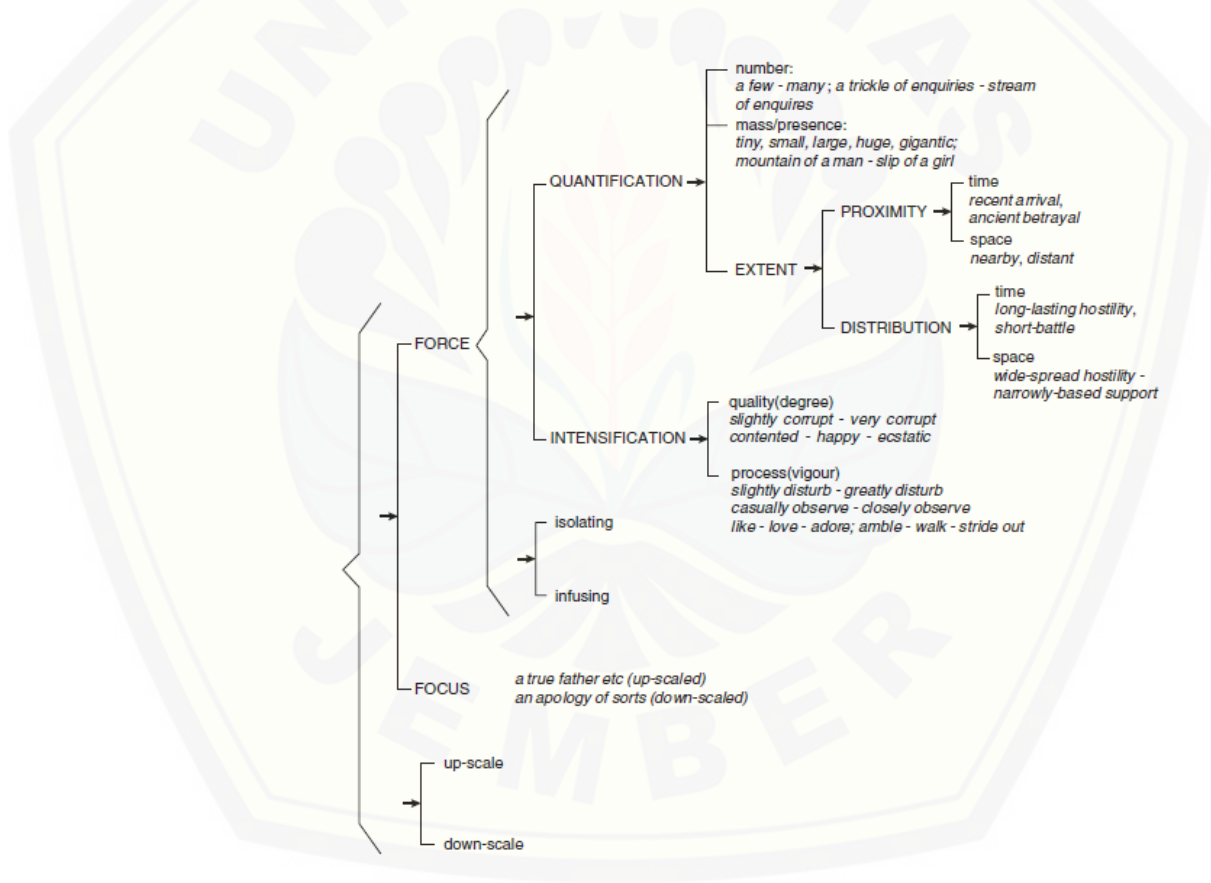 number:
a few - many; a trickle of enquiries - stream
of enquires
mass/presence:
tiny, small, large, huge, gigantic;
mountain of a man - slip of a girl
QUANTIFICATION
time
recent arrival,
ancient betrayal
PROXIMITY
space
nearby, distant
EXTENT
time
long-lasting hostility,
short-battle
DISTRIBUTION
space
wide-spread hostility -
narrowly-based support
FORCE
quality(degree)
slightly corrupt - very corrupt
contented - happy - ecstatic
INTENSIFICATION
process(vigour)
slightly disturb - greatly disturb
casually observe - closely observe
like - love - adore; amble - walk - stride out
isolating
infusing
FOCUS
a true father etc (up-scaled)
an apology of sorts (down-scaled)
up-scale
down-scale
JEMBER